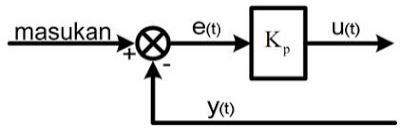 masukan
+
-
e(t)
Kp
u(t)
y(t)